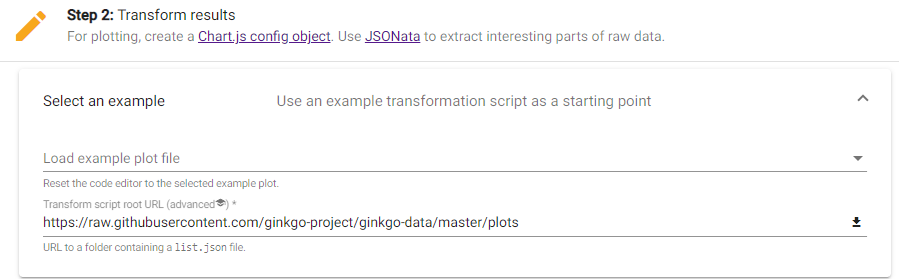 Step 2: Transform results
For plotting, create a Chart.js config object. Use JSONata to extract interesting parts of raw data.
Select an example Use an example transformation script as a starting point
Load example plot file
Reset the code editor to the selected example plot.
Transform script root URL (advanced) *
https://raw.githubusercontent.com/ginkgo-project/ginkgo-data/master/plots
URL to a folder containing a list.json file.